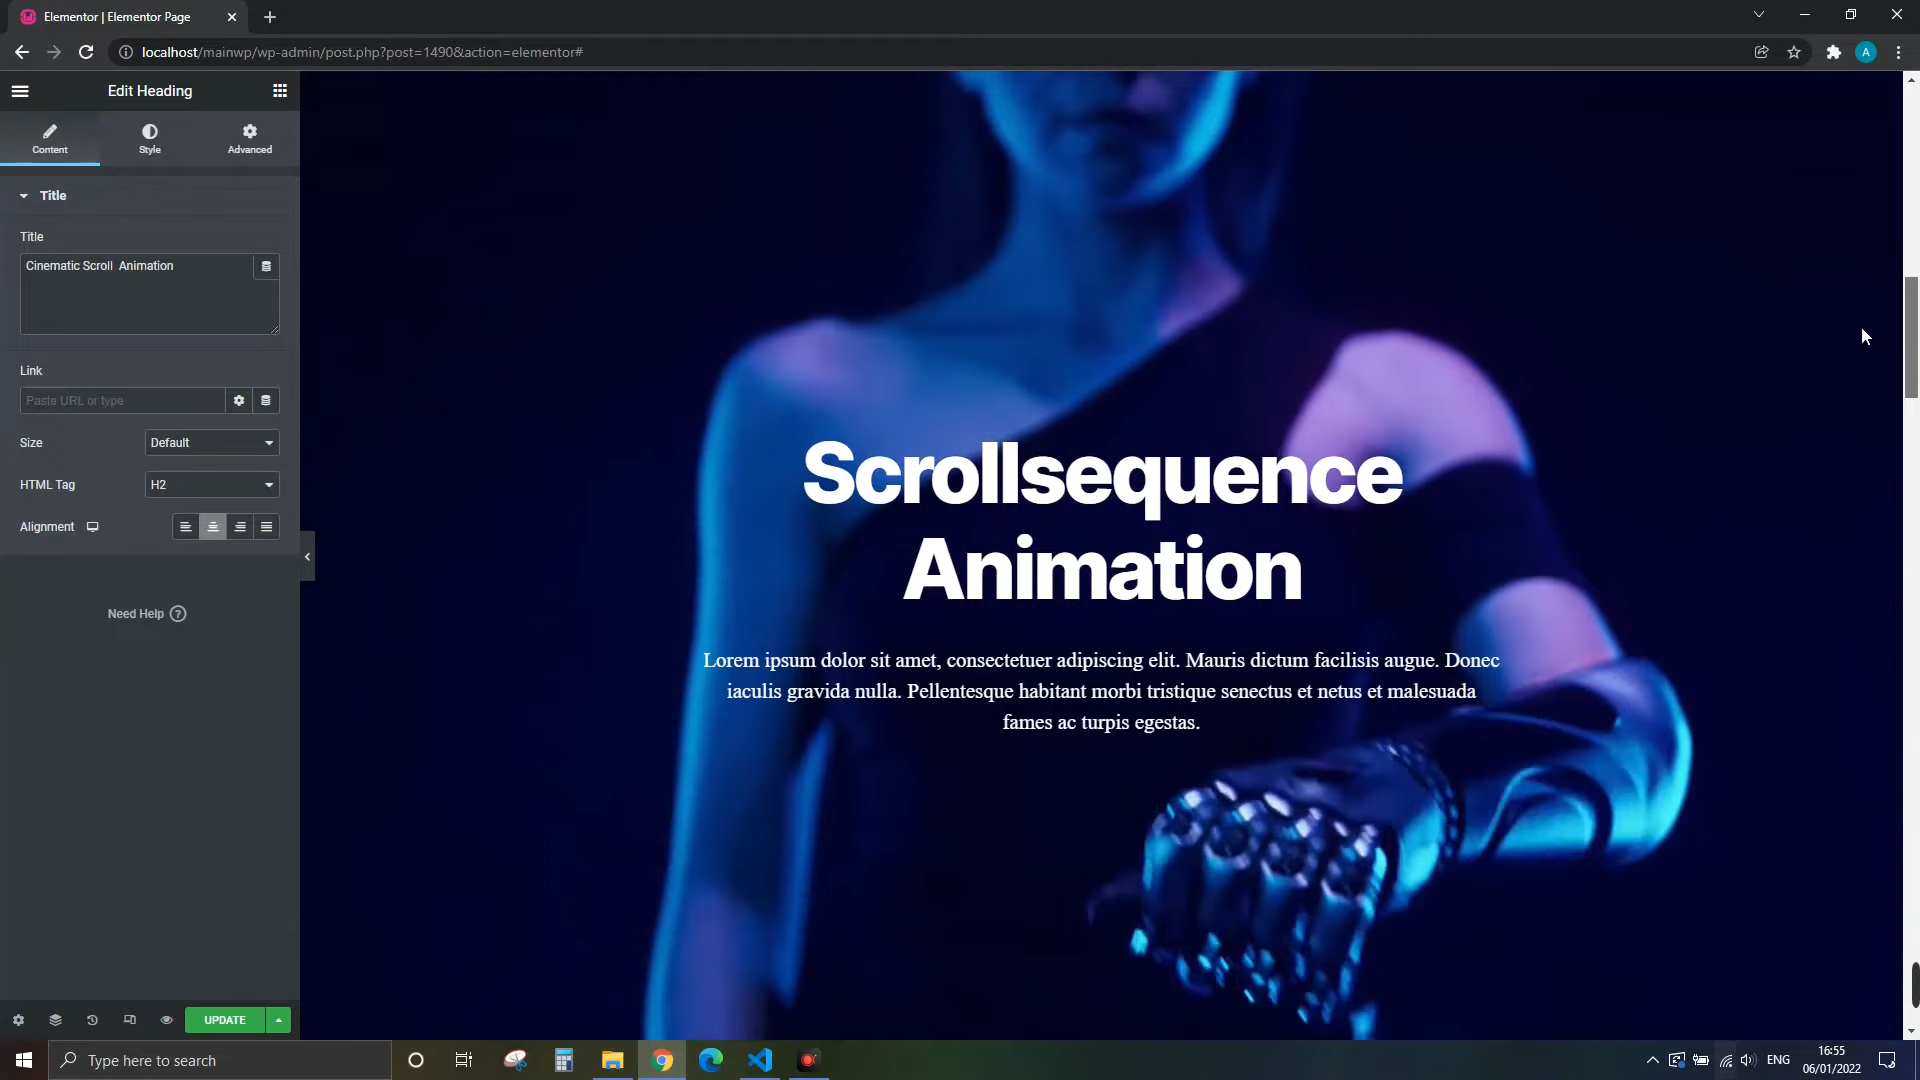 Elementor | Elementor Page
localhost/mainwp/wp-admin/post.php?post=1490&action=elementor#
A
Edit Heading
Content
Style
Advanced
Title
Title
Cinematic Scroll  Animation
Link
Paste URL or type
Size
Default
HTML Tag
H2
Alignment
Need Help ?
UPDATE
Scrollsequence
Animation
Lorem ipsum dolor sit amet, consectetuer adipiscing elit. Mauris dictum facilisis augue. Donec
iaculis gravida nulla. Pellentesque habitant morbi tristique senectus et netus et malesuada
fames ac turpis egestas.
Type here to search
ENG
16:55
06/01/2022